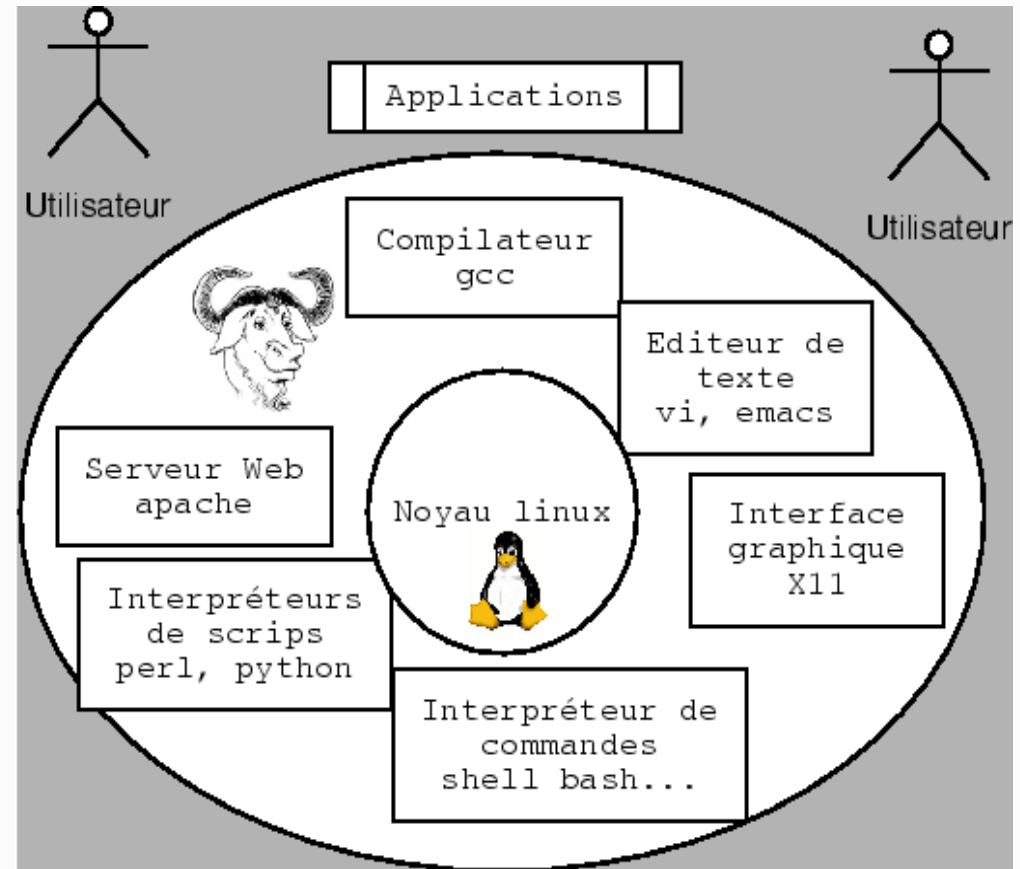 Applications
Utilisateur
Utilisateur
Compilateur
gcc
Editeur de
texte
vi, emacs
Serveur Web
apache
Noyau linux
Interface
graphique
X11
Interpréteurs
de scrips
perl, python
Interpréteur de
commandes
shell bash...